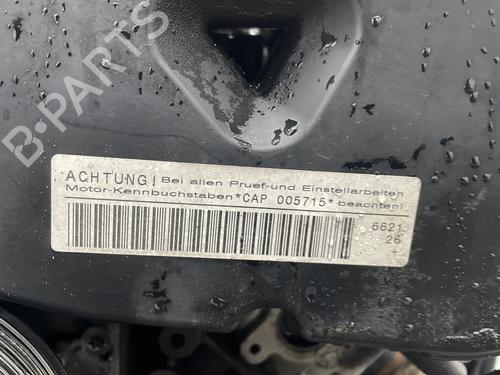 B-PARTS
ACHTUNG! Bei allen Pruef-und Einstellarbeiten
Motor-Kennbuchstaben *CAP 005715* beachten!
6621
26
+